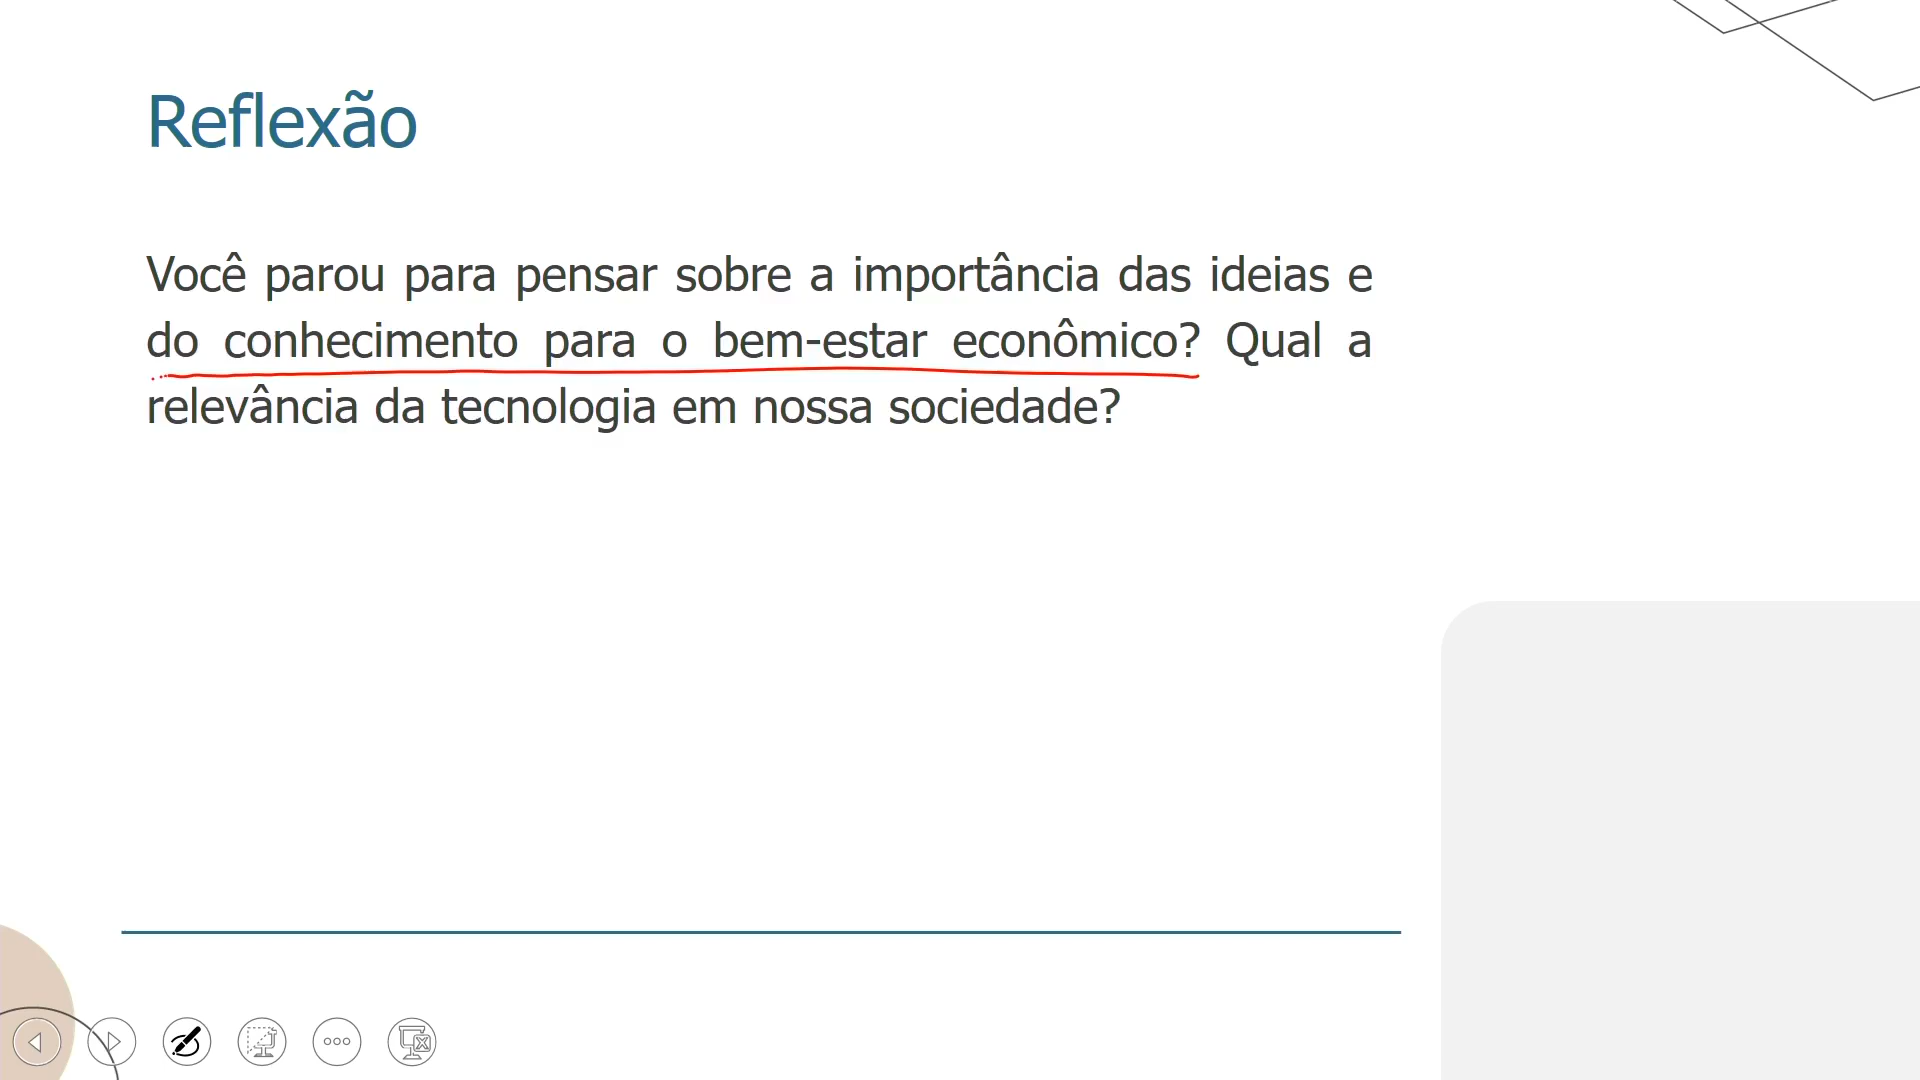 Reflexão
Você parou para pensar sobre a importância das ideias e
do conhecimento para o bem-estar econômico? Qual a
relevância da tecnologia em nossa sociedade?